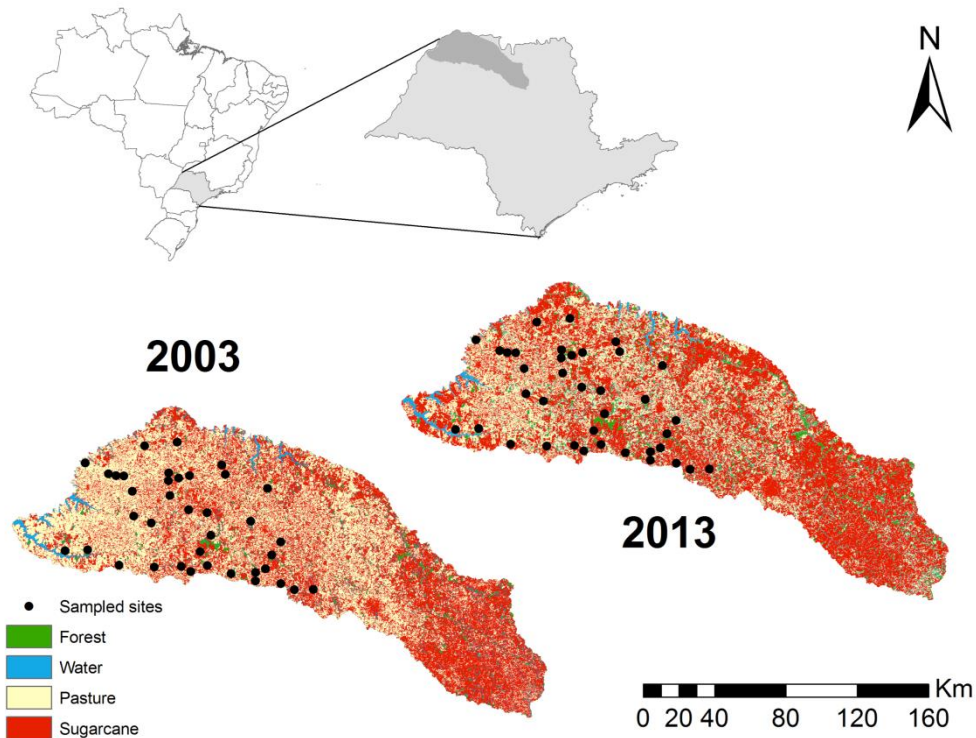 N
2003
2013
Sampled sites
Forest
Water
Pasture
Sugarcane
Km
0 20 40 80 120 160